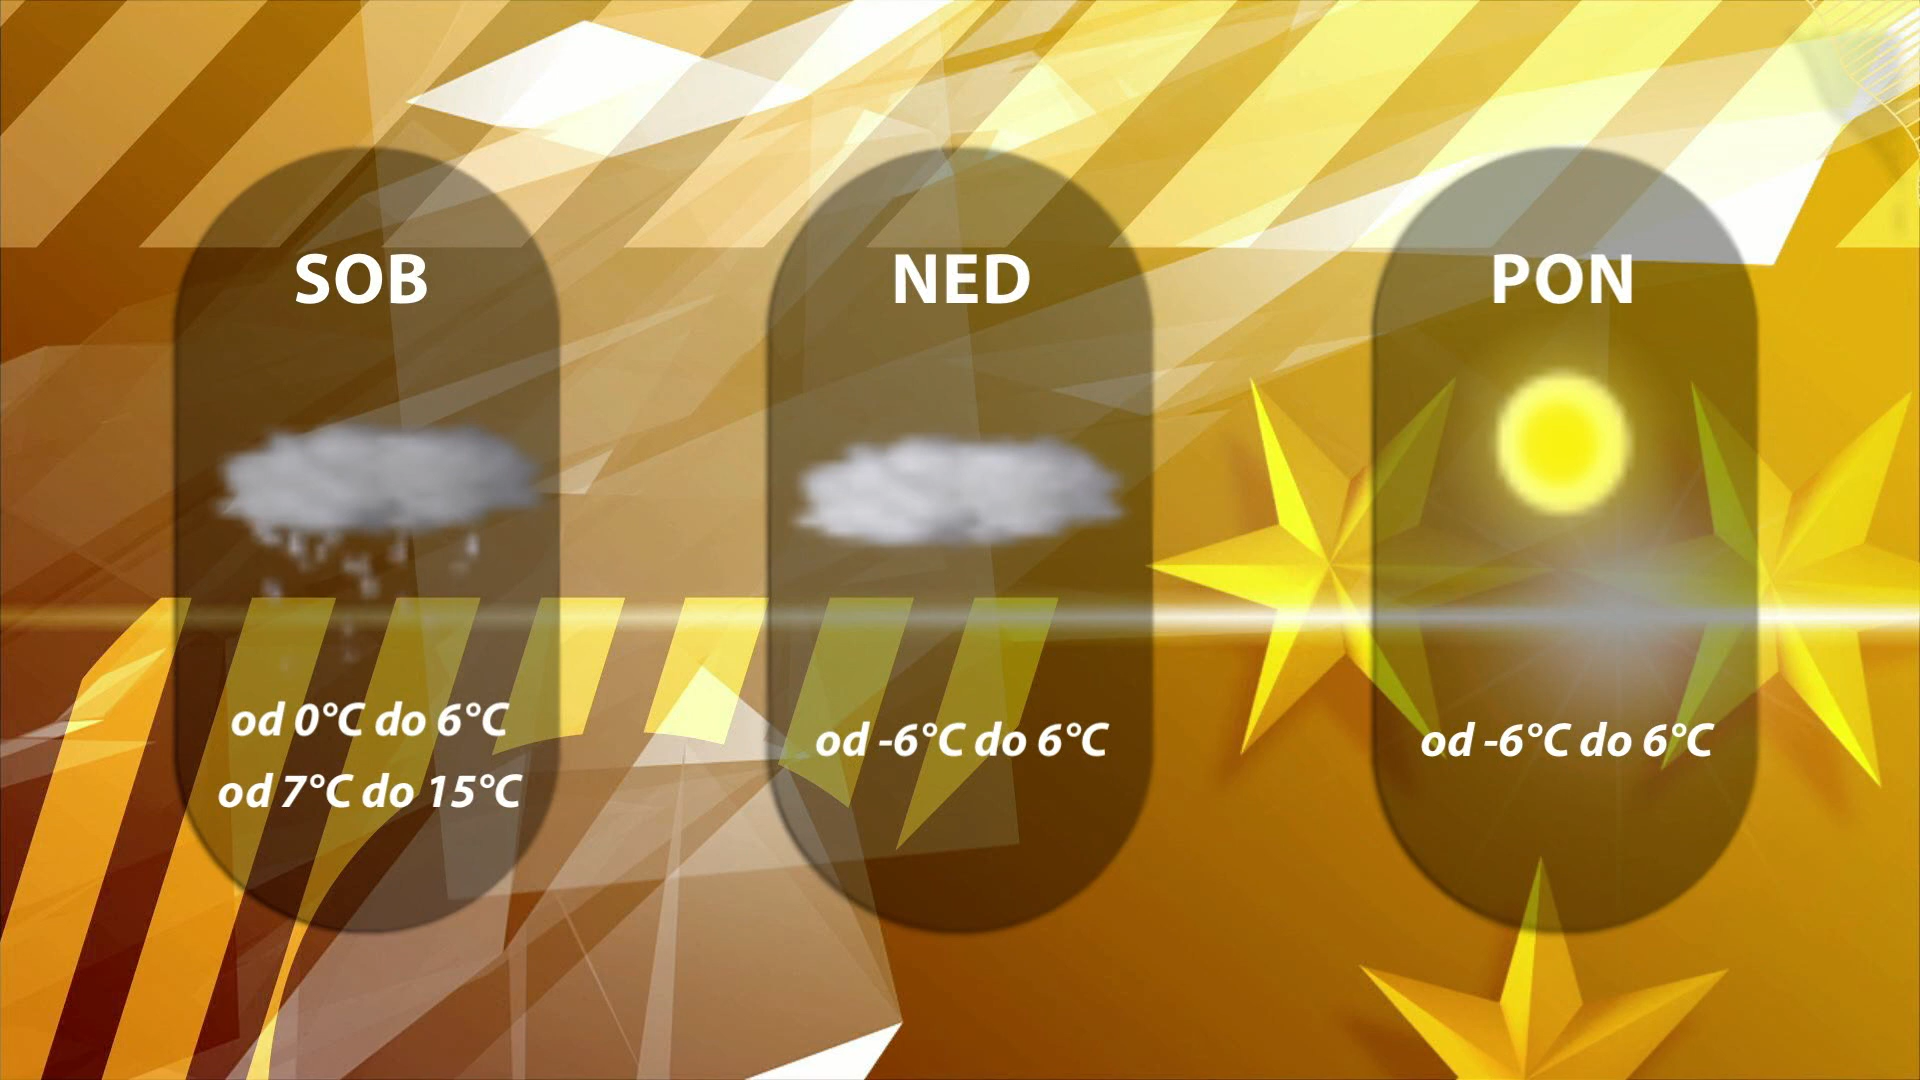 SOB
od 0°C do 6°C
od 7°C do 15°C
NED
od -6°C do 6°C
PON
od -6°C do 6°C